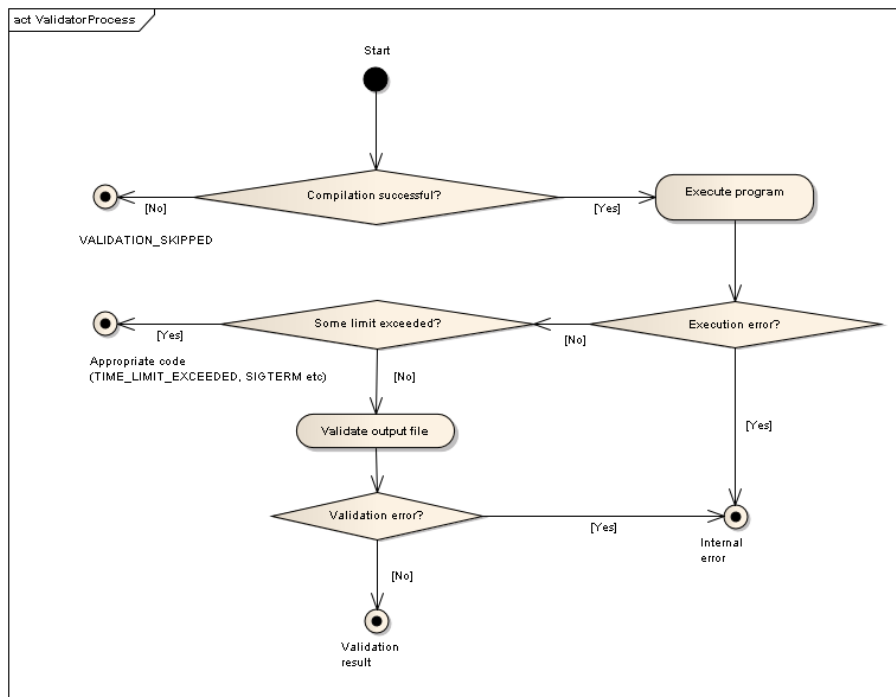 act ValidatorProcess
Start
Compilation successful?
[No]
[Yes]
Execute program
VALIDATION_SKIPPED
Some limit exceeded?
Execution error?
[Yes]
[No]
Appropriate code
(TIME_LIMIT_EXCEEDED, SIGTERM etc)
[No]
Validate output file
[Yes]
Validation error?
[Yes]
Internal
error
[No]
Validation
result